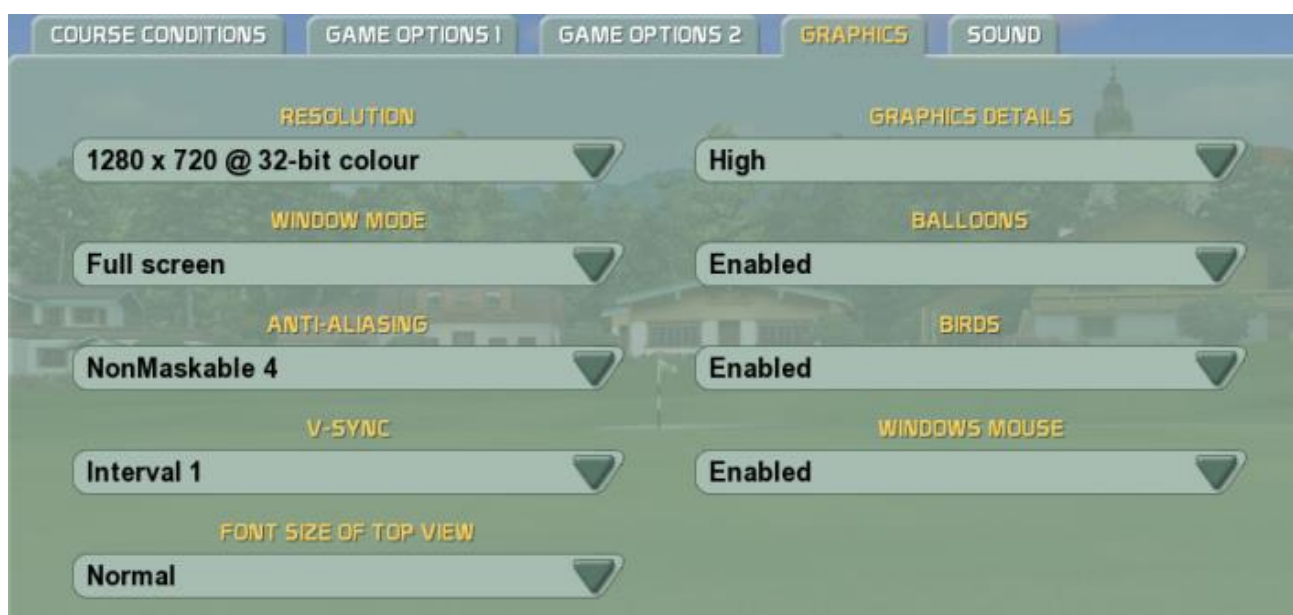 COURSE CONDITIONS GAME OPTIONS 1 GAME OPTIONS 2 GRAPHICS SOUND
RESOLUTION
1280 x 720 @ 32-bit colour
WINDOW MODE
Full screen
ANTI-ALIASING
NonMaskable 4
V-SYNC
Interval 1
FONT SIZE OF TOP VIEW
Normal
GRAPHICS DETAILS
High
BALLOONS
Enabled
BIRDS
Enabled
WINDOWS MOUSE
Enabled